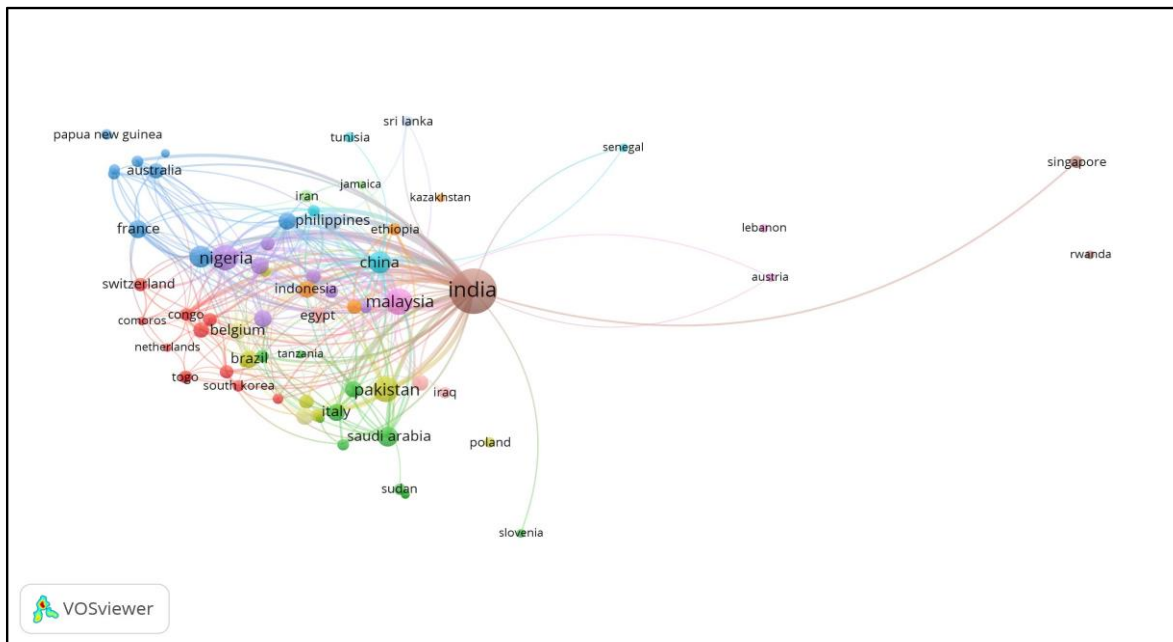 sri lanka
papua new guinea
tunisia
senegal
singapore
australia
jamaica
iran
kazakhstan
philippines
france
ethiopia
lebanon
rwanda
nigeria
china
austria
switzerland
indonesia
india
malaysia
congo
egypt
comoros
belgium
netherlands
tanzania
brazil
togo
south korea
pakistan
iraq
italy
saudi arabia
poland
sudan
slovenia
VOSviewer